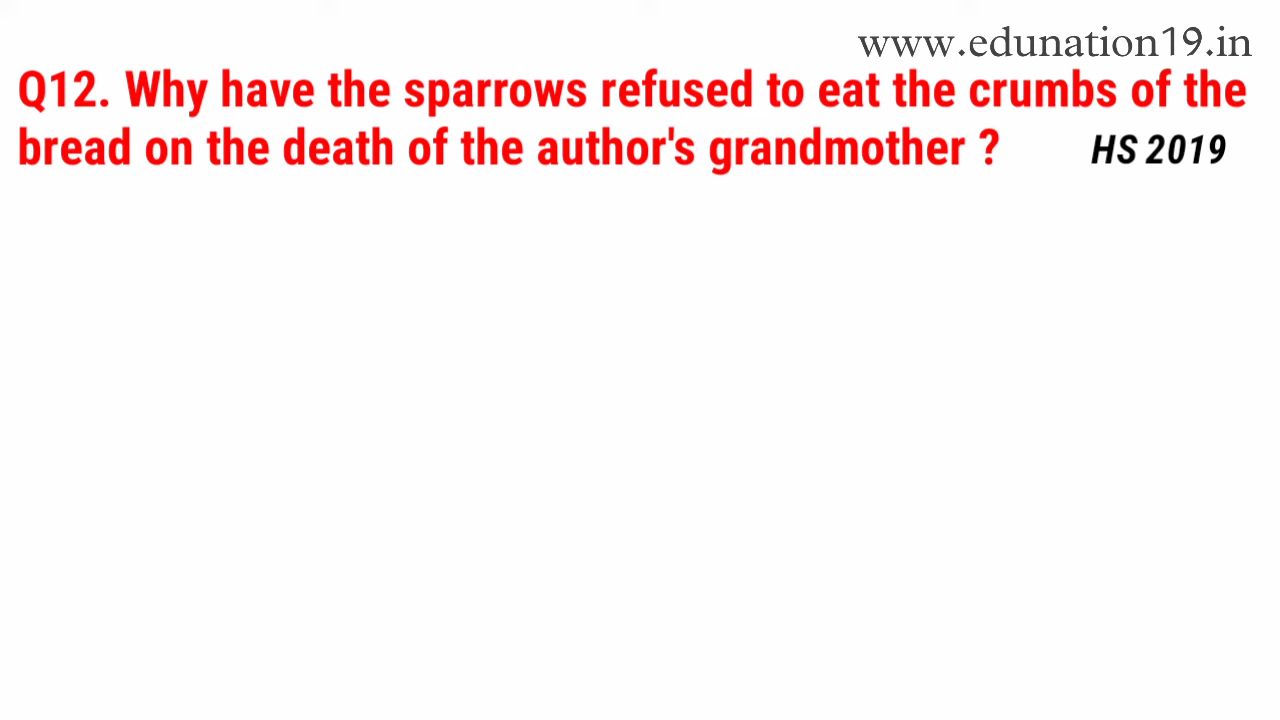 www.edunation19.in
Q12. Why have the sparrows refused to eat the crumbs of the
bread on the death of the author's grandmother ? HS 2019